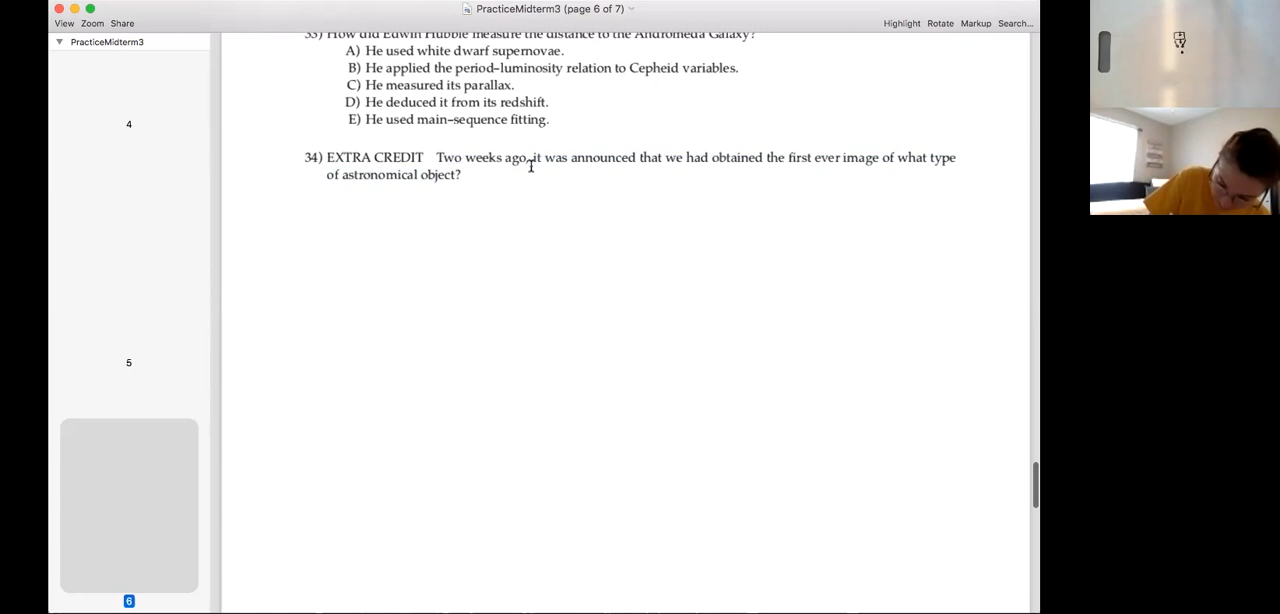 PracticeMidterm3 (page 6 of 7)
View Zoom Share
Highlight Rotate Markup Search...
PracticeMidterm3
4
5
6
33) How did Edwin Hubble measure the distance to the Andromeda Galaxy?
A) He used white dwarf supernovae.
B) He applied the period-luminosity relation to Cepheid variables.
C) He measured its parallax.
D) He deduced it from its redshift.
E) He used main-sequence fitting.
34) EXTRA CREDIT Two weeks ago, it was announced that we had obtained the first ever image of what type
of astronomical object?